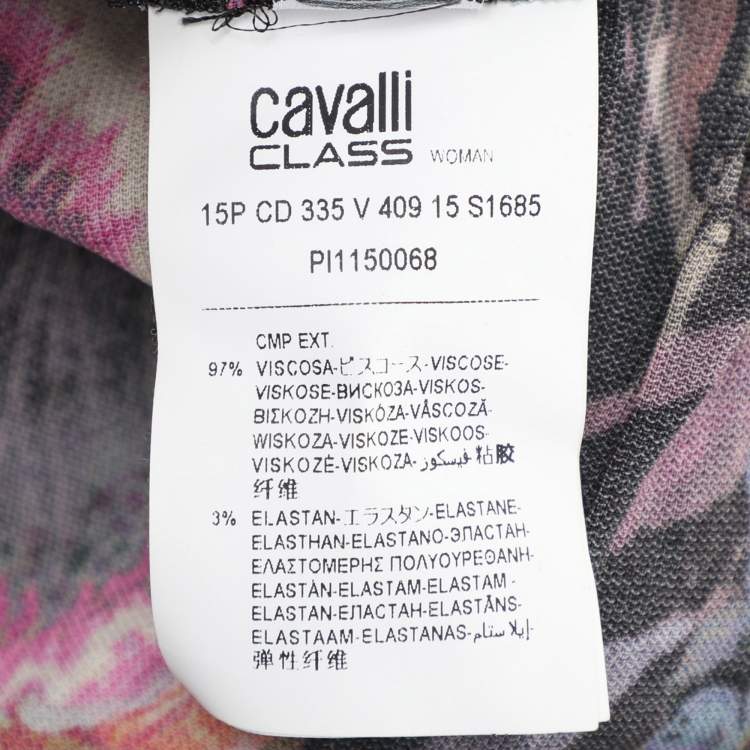 cavalli
CLASS WOMAN
15P CD 335 V 409 15 S1685
PI1150068
CMP EXT.
97% VISCOSA-ビスコース-VISCOSE-
VISKOSE-ВИСКОЗА-VISKOS-
ΒΙΣΚΟΖΗ-VISKÓZA-VÂSCOZĂ
WISKOZA-VISKOZE-VISKOOS-
VISKOZĖ-VISKOZA-فيسكوز 粘胶
纤维
3% ELASTAN-エラスタン-ELASTANE-
ELASTHAN-ELASTANO-ЭЛАСТАН-
ΕΛΑΣΤΟΜΕΡΗΣ ΠΟΛΥΟΥΡΕΘΑΝΗ-
ELASTÁN-ELASTAM-ELASTAM-
ELASTAN-ЕЛАСТАН-ELASTĀNS-
ELASTAAM-ELASTANAS-إيلاستام-
弹性纤维